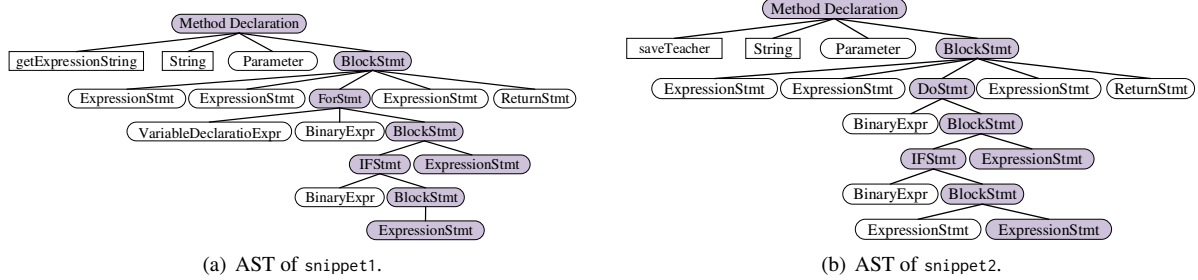 Method Declaration
getExpressionString String Parameter BlockStmt
ExpressionStmt ExpressionStmt ForStmt ExpressionStmt ReturnStmt
VariableDeclaratioExpr BinaryExpr BlockStmt
IFStmt ExpressionStmt
BinaryExpr BlockStmt
ExpressionStmt
(a) AST of snippet1.
Method Declaration
saveTeacher String Parameter BlockStmt
ExpressionStmt ExpressionStmt DoStmt ExpressionStmt ReturnStmt
BinaryExpr BlockStmt
IFStmt ExpressionStmt
BinaryExpr BlockStmt
ExpressionStmt ExpressionStmt
(b) AST of snippet2.